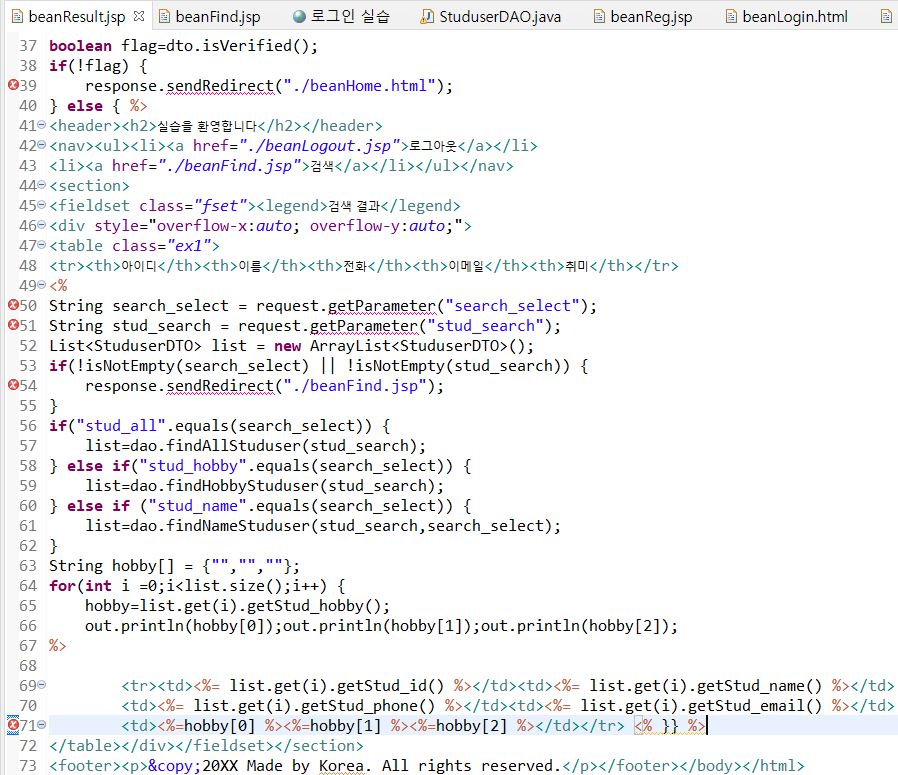 beanResult.jsp beanFind.jsp 로그인 실습 StuduserDAO.java beanReg.jsp beanLogin.html
37 boolean flag=dto.isVerified();
38 if(!flag) {
39 response.sendRedirect("./beanHome.html");
40 } else { %>
41 <header><h2>실습을 환영합니다</h2></header>
42 <nav><ul><li><a href="./beanLogout.jsp">로그아웃</a></li>
43 <li><a href="./beanFind.jsp">검색</a></li></ul></nav>
44 <section>
45 <fieldset class="fset"><legend>검색 결과</legend>
46 <div style="overflow-x:auto; overflow-y:auto;">
47 <table class="ex1">
48 <tr><th>아이디</th><th>이름</th><th>전화</th><th>이메일</th><th>취미</th></tr>
49 <%
50 String search_select = request.getParameter("search_select");
51 String stud_search = request.getParameter("stud_search");
52 List<StuduserDTO> list = new ArrayList<StuduserDTO>();
53 if(!isNotEmpty(search_select) || !isNotEmpty(stud_search)) {
54 response.sendRedirect("./beanFind.jsp");
55 }
56 if("stud_all".equals(search_select)) {
57 list=dao.findAllStuduser(stud_search);
58 } else if("stud_hobby".equals(search_select)) {
59 list=dao.findHobbyStuduser(stud_search);
60 } else if ("stud_name".equals(search_select)) {
61 list=dao.findNameStuduser(stud_search,search_select);
62 }
63 String hobby[] = {"","",""};
64 for(int i =0;i<list.size();i++) {
65 hobby=list.get(i).getStud_hobby();
66 out.println(hobby[0]);out.println(hobby[1]);out.println(hobby[2]);
67 %>
68
69 <tr><td><%= list.get(i).getStud_id() %></td><td><%= list.get(i).getStud_name() %></td>
70 <td><%= list.get(i).getStud_phone() %></td><td><%= list.get(i).getStud_email() %></td>
71 <td><%=hobby[0] %><%=hobby[1] %><%=hobby[2] %></td></tr> <% }} %>
72 </table></div></fieldset></section>
73 <footer><p>&copy;20XX Made by Korea. All rights reserved.</p></footer></body></html>